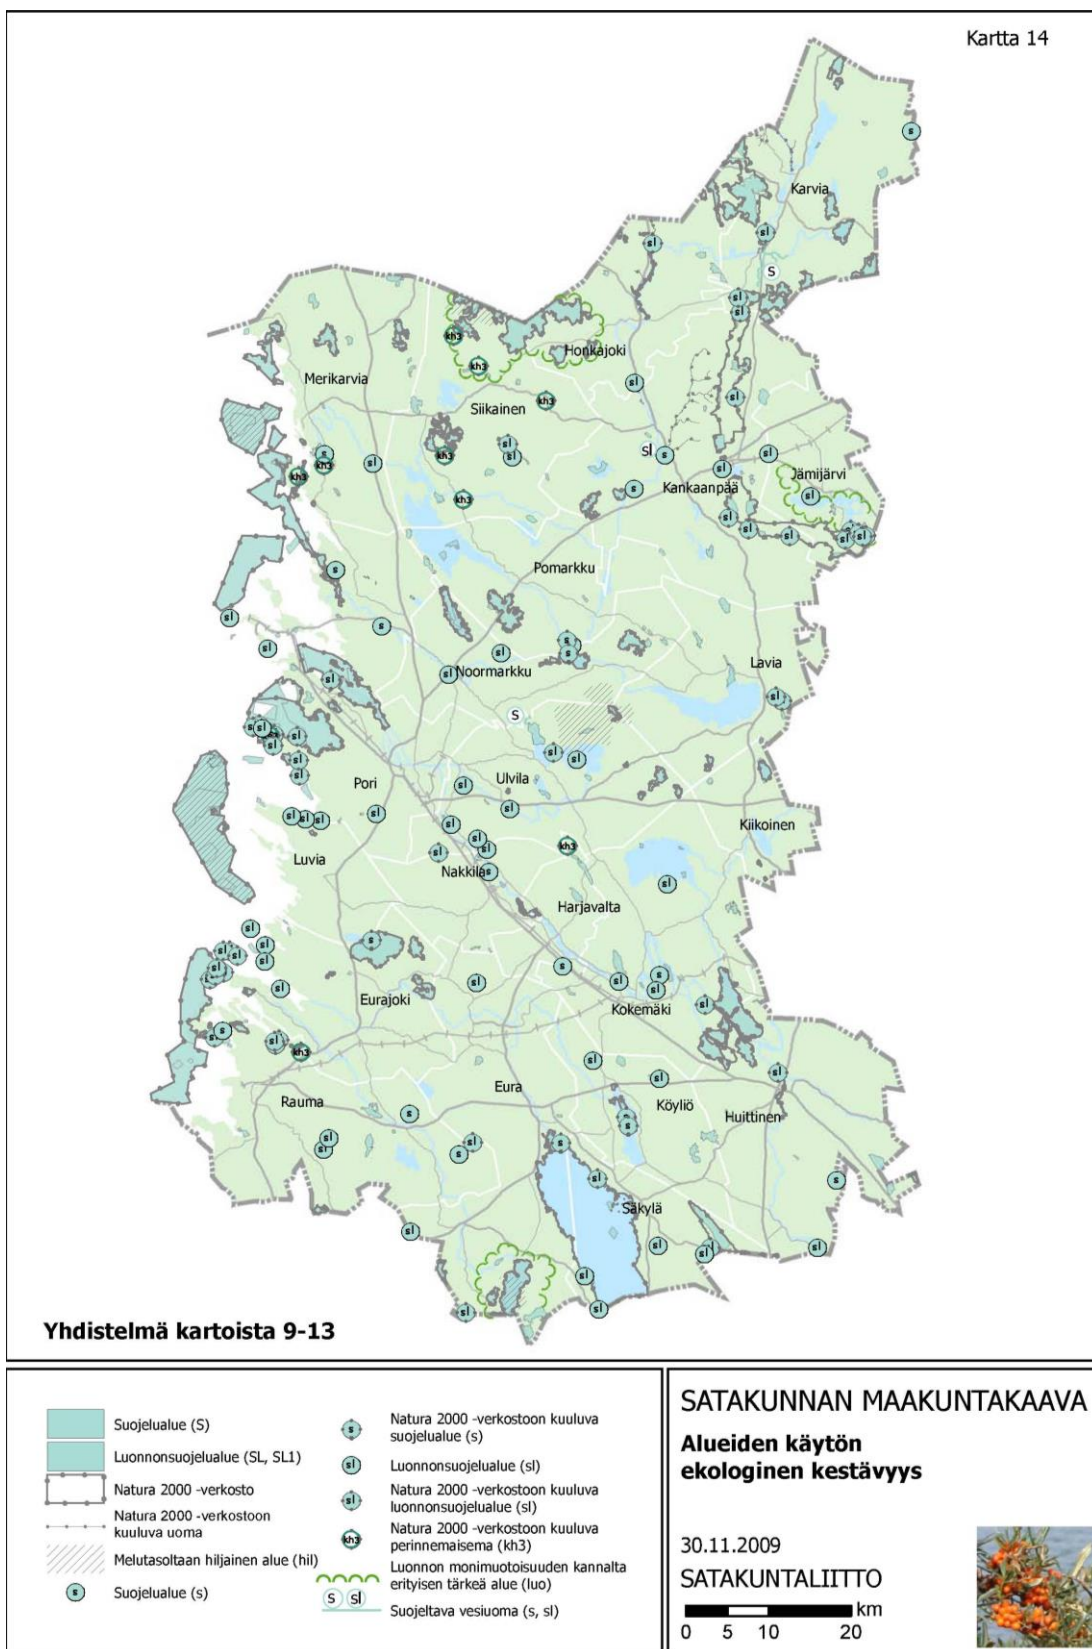 Kartta 14
Karvia
Honkajoki
Merikarvia
Siikainen
Jämijärvi
Kankaanpää
Pomarkku
Lavia
Noormarkku
Ulvila
Pori
Kiikoinen
Luvia
Nakkila
Harjavalta
Eurajoki
Kokemäki
Eura
Rauma
Köyliö
Huittinen
Säkylä
Yhdistelmä kartoista 9-13
Suojelualue (S)
Luonnonsuojelualue (SL, SL1)
Natura 2000 -verkosto
Natura 2000 -verkostoon
kuuluva uoma
Melutasoltaan hiljainen alue (hil)
s Suojelualue (s)
s Natura 2000 -verkostoon kuuluva
suojelualue (s)
sl Luonnonsuojelualue (sl)
sl Natura 2000 -verkostoon kuuluva
luonnonsuojelualue (sl)
kh3 Natura 2000 -verkostoon kuuluva
perinnemaisema (kh3)
Luonnon monimuotoisuuden kannalta
erityisen tärkeä alue (luo)
s sl Suojeltava vesiuoma (s, sl)
SATAKUNNAN MAAKUNTAKAAVA
Alueiden käytön
ekologinen kestävyys
30.11.2009
SATAKUNTALIITTO
km
0 5 10 20